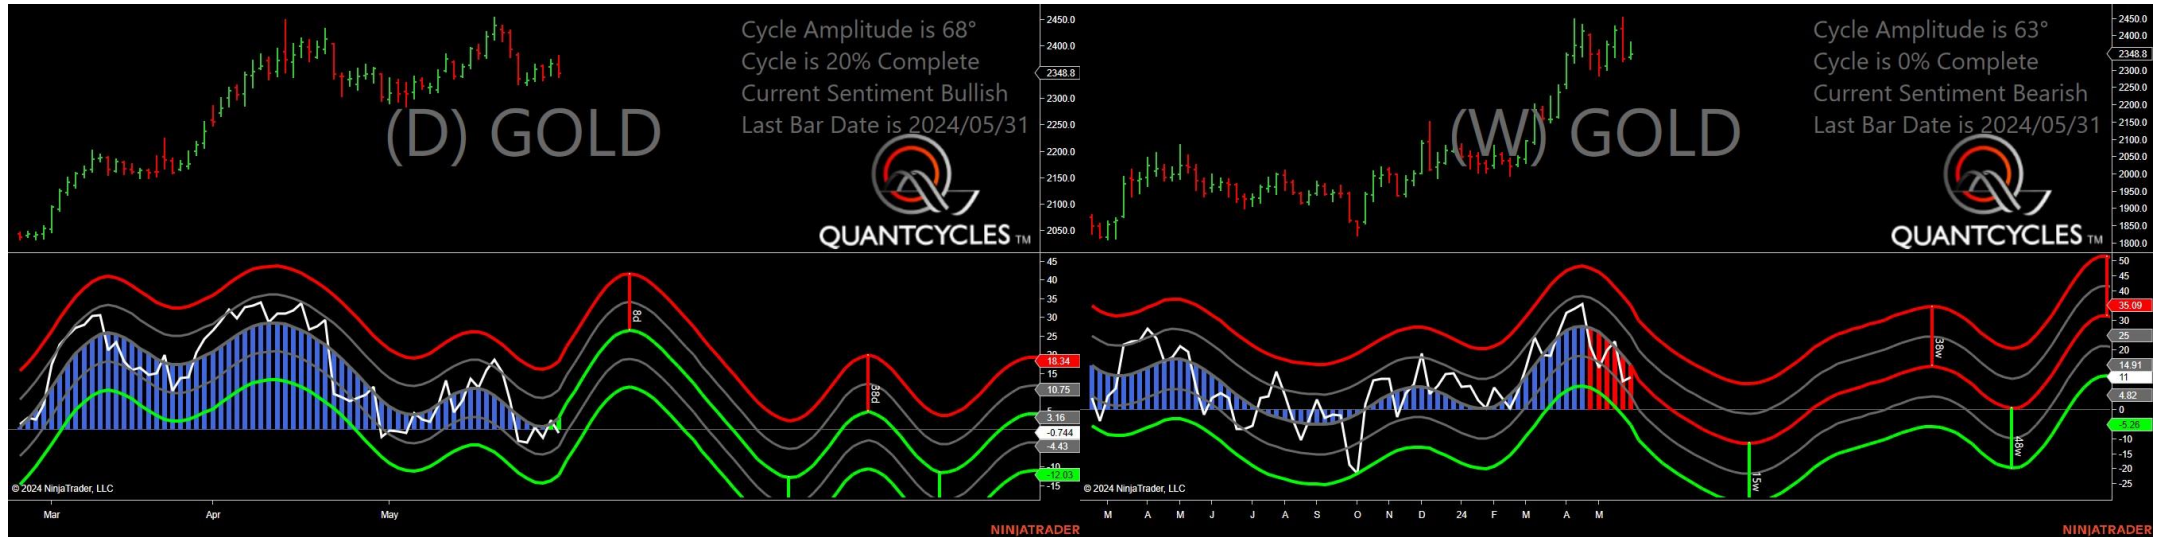 Cycle Amplitude is 68°
Cycle is 20% Complete
Current Sentiment Bullish
Last Bar Date is 2024/05/31
(D) GOLD
QUANTCYCLES TM
2450.0
2400.0
2348.8
2300.0
2250.0
2200.0
2150.0
2100.0
2050.0
45
40
35
30
25
18.34
15
10.75
3.16
-0.744
-4.43
-12.03
-15
8d
38d
© 2024 NinjaTrader, LLC
Mar Apr May
NINJATRADER
Cycle Amplitude is 63°
Cycle is 0% Complete
Current Sentiment Bearish
Last Bar Date is 2024/05/31
(W) GOLD
QUANTCYCLES TM
2450.0
2400.0
2348.8
2300.0
2250.0
2200.0
2150.0
2100.0
2050.0
2000.0
1950.0
1900.0
1850.0
1800.0
50
45
40
35.09
30
25
20
14.91
11
4.82
0
-5.26
-10
-15
-20
-25
38w
15w
48w
© 2024 NinjaTrader, LLC
M A M J J A S O N D 24 F M A M
NINJATRADER